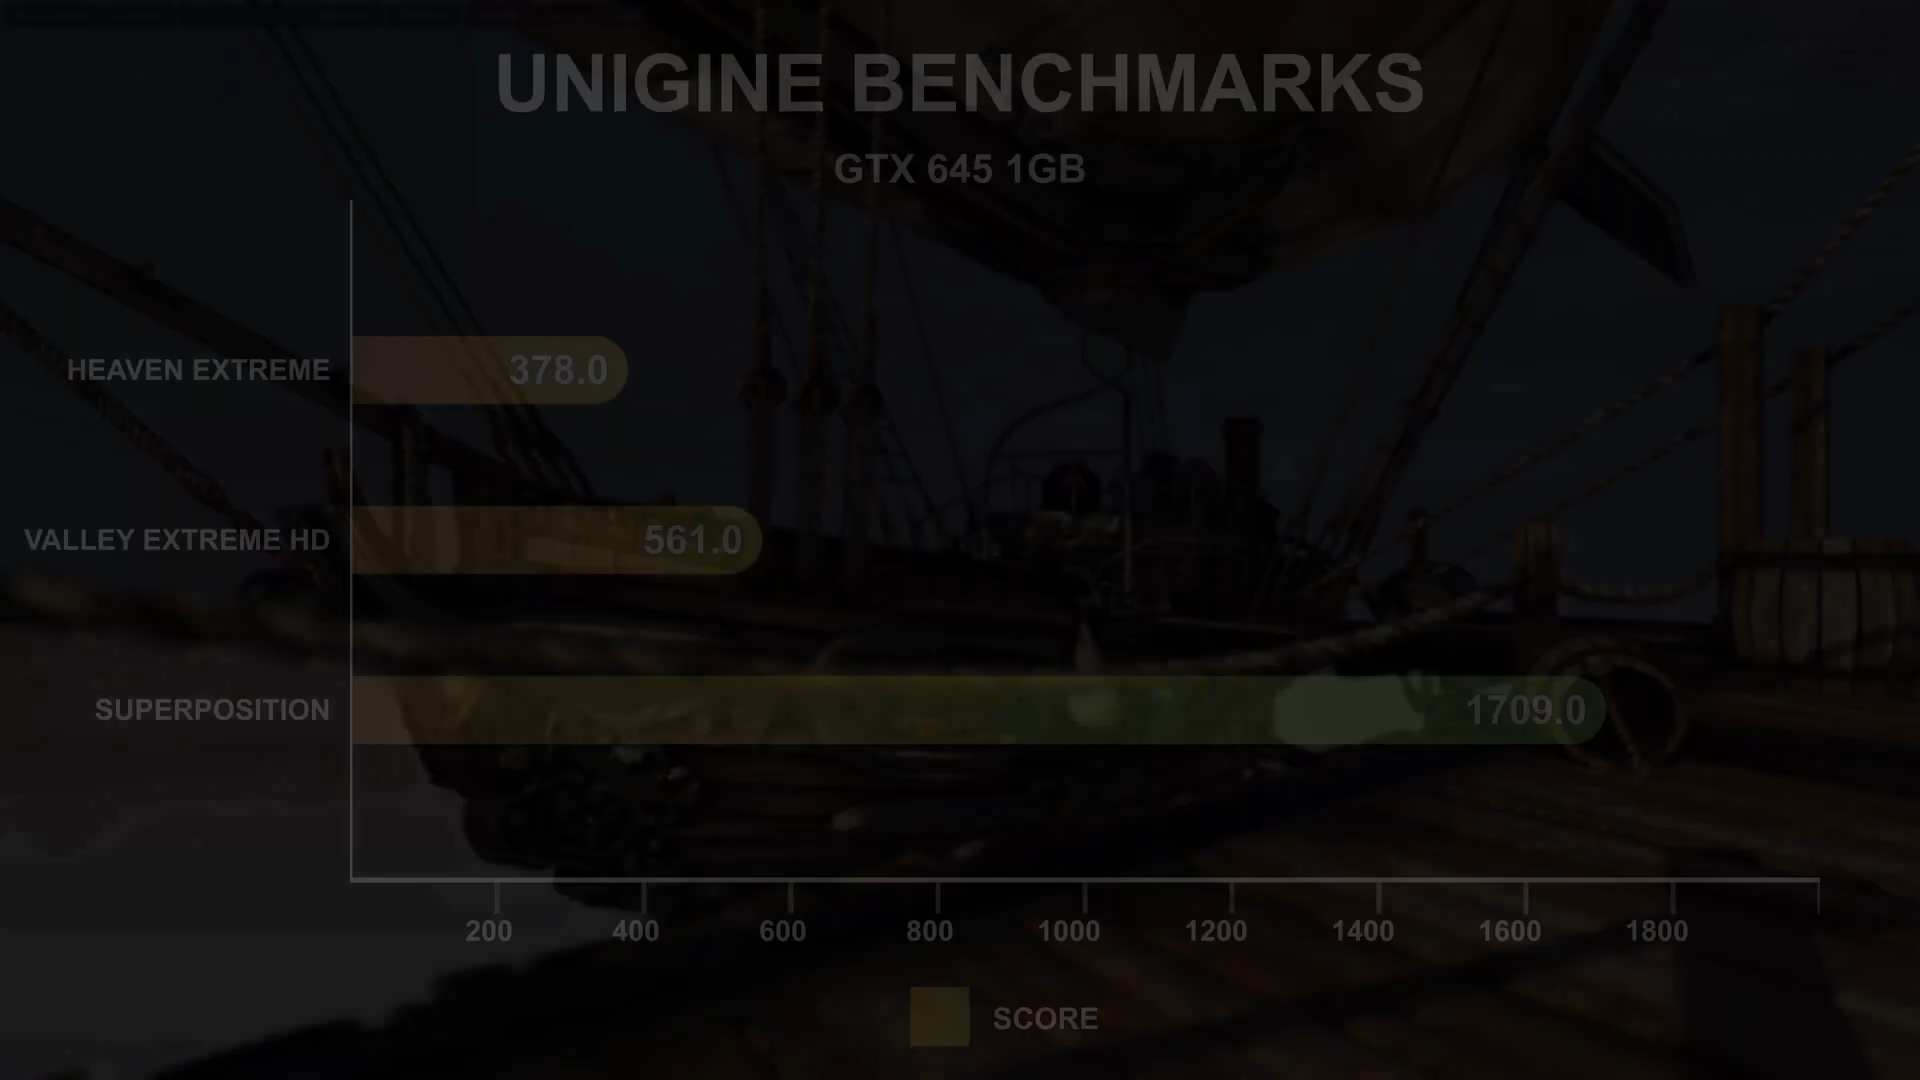 UNIGINE BENCHMARKS
GTX 645 1GB
HEAVEN EXTREME 378.0
VALLEY EXTREME HD 561.0
SUPERPOSITION 1709.0
200 400 600 800 1000 1200 1400 1600 1800
SCORE